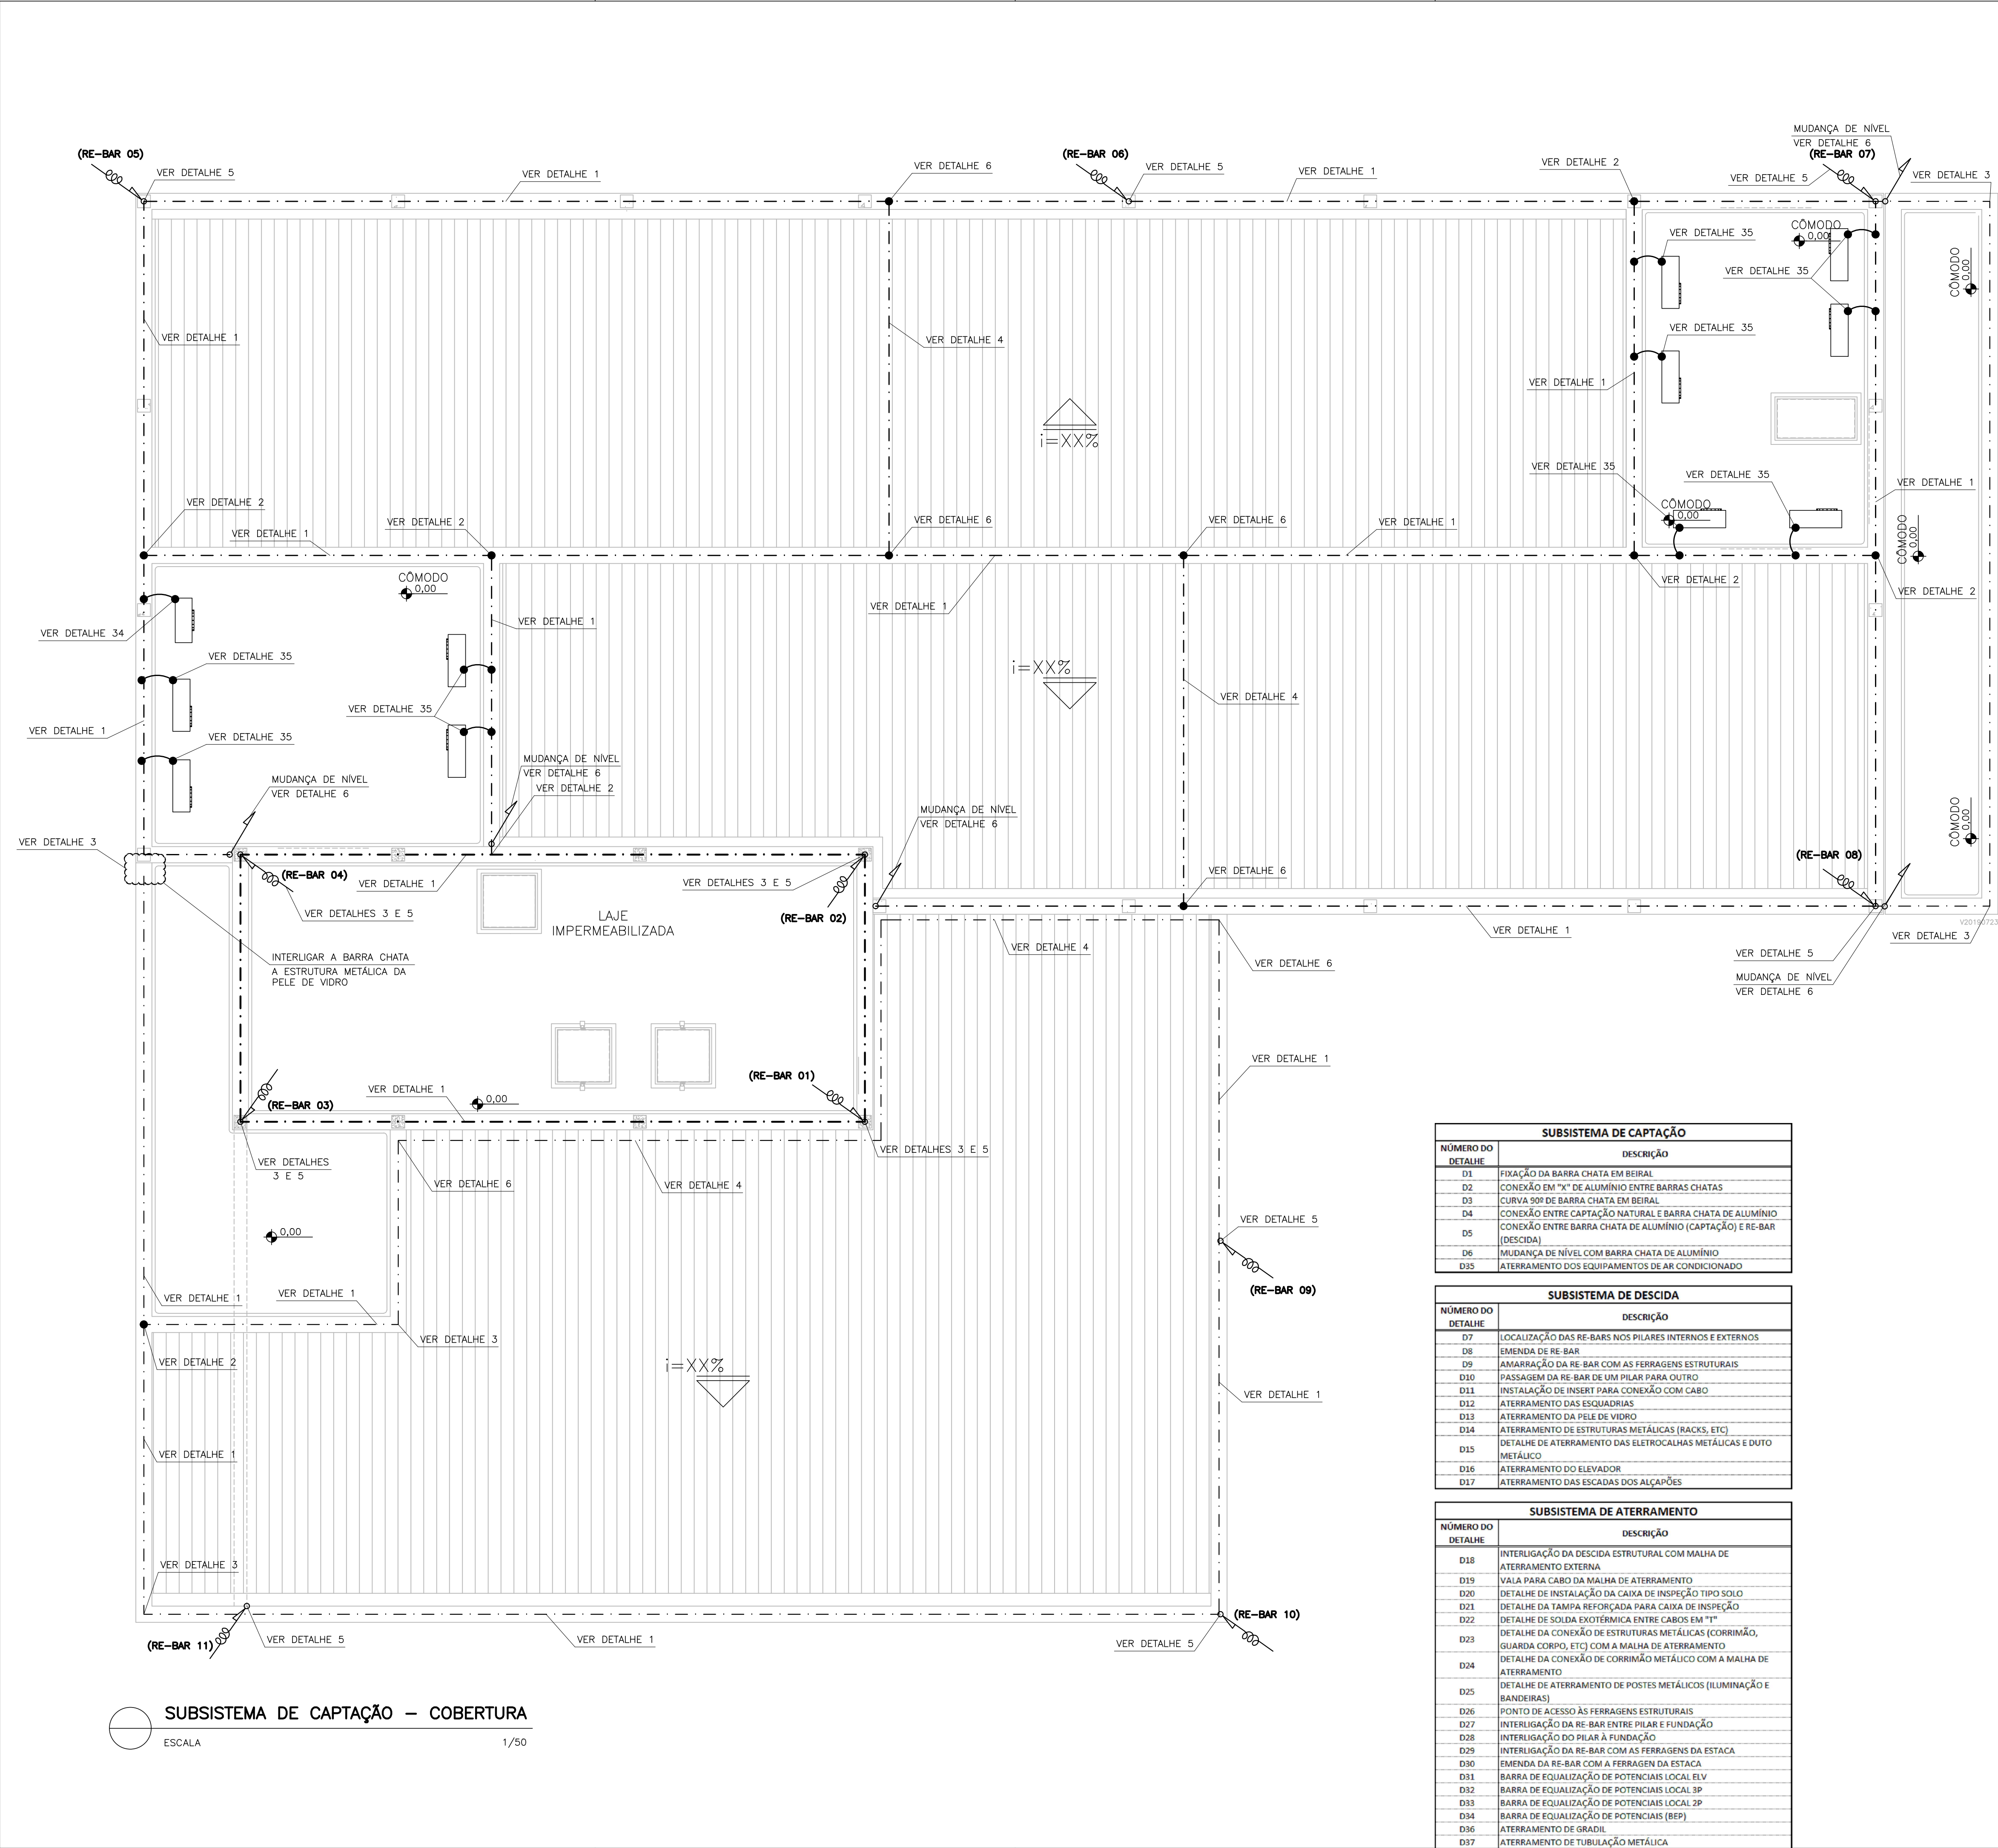 MUDANÇA DE NÍVEL
VER DETALHE 6
(RE-BAR 05)
(RE-BAR 06)
(RE-BAR 07)
VER DETALHE 5
VER DETALHE 1
VER DETALHE 6
VER DETALHE 5
VER DETALHE 1
VER DETALHE 2
VER DETALHE 5
VER DETALHE 3
CÔMODO
0,00
VER DETALHE 35
VER DETALHE 35
CÔMODO
0,00
VER DETALHE 1
VER DETALHE 4
VER DETALHE 35
VER DETALHE 1
i=XX%
VER DETALHE 35
VER DETALHE 35
VER DETALHE 1
VER DETALHE 2
VER DETALHE 1
VER DETALHE 2
VER DETALHE 6
VER DETALHE 6
VER DETALHE 1
CÔMODO
0,00
CÔMODO
0,00
CÔMODO
0,00
VER DETALHE 2
VER DETALHE 2
VER DETALHE 1
VER DETALHE 1
VER DETALHE 34
VER DETALHE 35
i=XX%
VER DETALHE 4
VER DETALHE 35
VER DETALHE 1
VER DETALHE 35
MUDANÇA DE NÍVEL
VER DETALHE 6
VER DETALHE 2
MUDANÇA DE NÍVEL
VER DETALHE 6
MUDANÇA DE NÍVEL
VER DETALHE 6
CÔMODO
0,00
VER DETALHE 3
(RE-BAR 08)
(RE-BAR 04)
VER DETALHE 1
VER DETALHES 3 E 5
VER DETALHE 6
VER DETALHES 3 E 5
(RE-BAR 02)
LAJE
IMPERMEABILIZADA
V20190723
VER DETALHE 1
VER DETALHE 3
VER DETALHE 4
VER DETALHE 5
INTERLIGAR A BARRA CHATA
A ESTRUTURA METÁLICA DA
PELE DE VIDRO
VER DETALHE 6
MUDANÇA DE NÍVEL
VER DETALHE 6
VER DETALHE 1
(RE-BAR 01)
VER DETALHE 1
0,00
(RE-BAR 03)
VER DETALHES 3 E 5
VER DETALHES
3 E 5
VER DETALHE 6
VER DETALHE 4
VER DETALHE 5
0,00
(RE-BAR 09)
VER DETALHE 1
VER DETALHE 1
VER DETALHE 3
VER DETALHE 2
i=XX%
VER DETALHE 1
VER DETALHE 1
VER DETALHE 3
(RE-BAR 10)
(RE-BAR 11)
VER DETALHE 5
VER DETALHE 1
VER DETALHE 5
SUBSISTEMA DE CAPTAÇÃO – COBERTURA
ESCALA 1/50
SUBSISTEMA DE CAPTAÇÃO
NÚMERO DO DETALHE DESCRIÇÃO
D1 FIXAÇÃO DA BARRA CHATA EM BEIRAL
D2 CONEXÃO EM "X" DE ALUMÍNIO ENTRE BARRAS CHATAS
D3 CURVA 90º DE BARRA CHATA EM BEIRAL
D4 CONEXÃO ENTRE CAPTAÇÃO NATURAL E BARRA CHATA DE ALUMÍNIO
D5 CONEXÃO ENTRE BARRA CHATA DE ALUMÍNIO (CAPTAÇÃO) E RE-BAR
(DESCIDA)
D6 MUDANÇA DE NÍVEL COM BARRA CHATA DE ALUMÍNIO
D35 ATERRAMENTO DOS EQUIPAMENTOS DE AR CONDICIONADO
SUBSISTEMA DE DESCIDA
NÚMERO DO DETALHE DESCRIÇÃO
D7 LOCALIZAÇÃO DAS RE-BARS NOS PILARES INTERNOS E EXTERNOS
D8 EMENDA DE RE-BAR
D9 AMARRAÇÃO DA RE-BAR COM AS FERRAGENS ESTRUTURAIS
D10 PASSAGEM DA RE-BAR DE UM PILAR PARA OUTRO
D11 INSTALAÇÃO DE INSERT PARA CONEXÃO COM CABO
D12 ATERRAMENTO DAS ESQUADRIAS
D13 ATERRAMENTO DA PELE DE VIDRO
D14 ATERRAMENTO DE ESTRUTURAS METÁLICAS (RACKS, ETC)
D15 DETALHE DE ATERRAMENTO DAS ELETROCALHAS METÁLICAS E DUTO
METÁLICO
D16 ATERRAMENTO DO ELEVADOR
D17 ATERRAMENTO DAS ESCADAS DOS ALÇAPÕES
SUBSISTEMA DE ATERRAMENTO
NÚMERO DO DETALHE DESCRIÇÃO
D18 INTERLIGAÇÃO DA DESCIDA ESTRUTURAL COM MALHA DE
ATERRAMENTO EXTERNA
D19 VALA PARA CABO DA MALHA DE ATERRAMENTO
D20 DETALHE DE INSTALAÇÃO DA CAIXA DE INSPEÇÃO TIPO SOLO
D21 DETALHE DA TAMPA REFORÇADA PARA CAIXA DE INSPEÇÃO
D22 DETALHE DE SOLDA EXOTÉRMICA ENTRE CABOS EM "T"
D23 DETALHE DA CONEXÃO DE ESTRUTURAS METÁLICAS (CORRIMÃO,
GUARDA CORPO, ETC) COM A MALHA DE ATERRAMENTO
D24 DETALHE DA CONEXÃO DE CORRIMÃO METÁLICO COM A MALHA DE
ATERRAMENTO
D25 DETALHE DE ATERRAMENTO DE POSTES METÁLICOS (ILUMINAÇÃO E
BANDEIRAS)
D26 PONTO DE ACESSO ÀS FERRAGENS ESTRUTURAIS
D27 INTERLIGAÇÃO DA RE-BAR ENTRE PILAR E FUNDAÇÃO
D28 INTERLIGAÇÃO DO PILAR À FUNDAÇÃO
D29 INTERLIGAÇÃO DA RE-BAR COM AS FERRAGENS DA ESTACA
D30 EMENDA DA RE-BAR COM A FERRAGEN DA ESTACA
D31 BARRA DE EQUALIZAÇÃO DE POTENCIAIS LOCAL ELV
D32 BARRA DE EQUALIZAÇÃO DE POTENCIAIS LOCAL 3P
D33 BARRA DE EQUALIZAÇÃO DE POTENCIAIS LOCAL 2P
D34 BARRA DE EQUALIZAÇÃO DE POTENCIAIS (BEP)
D36 ATERRAMENTO DE GRADIL
D37 ATERRAMENTO DE TUBULAÇÃO METÁLICA